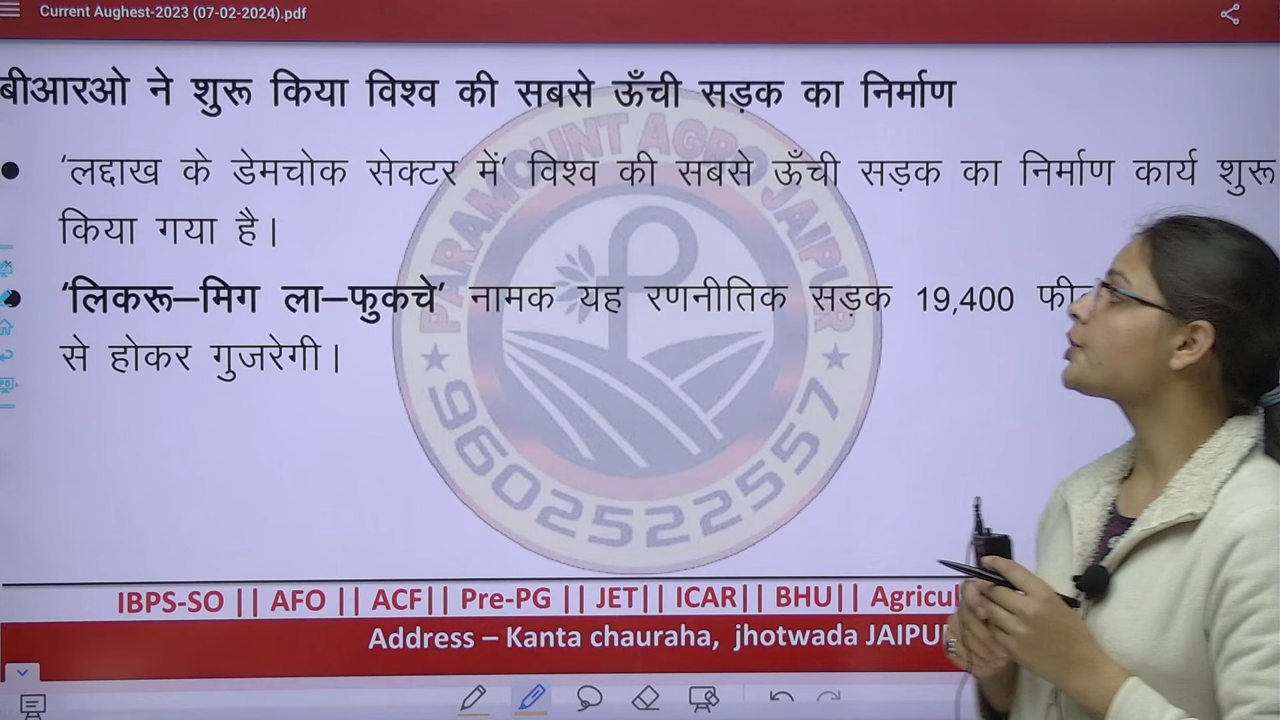 Current Aughest-2023 (07-02-2024).pdf
बीआरओ ने शुरू किया विश्व की सबसे ऊँची सड़क का निर्माण
● ‘लद्दाख के डेमचोक सेक्टर में’ विश्व की सबसे ऊँची सड़क का निर्माण कार्य शुरू
किया गया है।
● ‘लिकरू–मिग ला–फुकचे’ नामक यह रणनीतिक सड़क 19,400
से होकर गुजरेगी।
PARAMOUNT AGRO JAIPUR
9602522557
IBPS-SO || AFO || ACF|| Pre-PG || JET|| ICAR|| BHU||
Address – Kanta chauraha, jhotwada